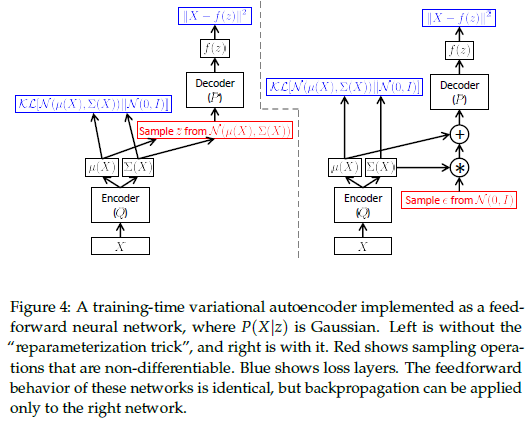 ‖X − f(z)‖²
f(z)
Decoder
(P)
𝒦ℒ[𝒩(μ(X), Σ(X))||𝒩(0, I)]
Sample z from 𝒩(μ(X), Σ(X))
μ(X) Σ(X)
Encoder
(Q)
X
‖X − f(z)‖²
f(z)
𝒦ℒ[𝒩(μ(X), Σ(X))||𝒩(0, I)]
Decoder
(P)
+
μ(X) Σ(X) *
Encoder
(Q)
Sample ϵ from 𝒩(0, I)
X
Figure 4: A training-time variational autoencoder implemented as a feed-
forward neural network, where P(X|z) is Gaussian. Left is without the
“reparameterization trick”, and right is with it. Red shows sampling opera-
tions that are non-differentiable. Blue shows loss layers. The feedforward
behavior of these networks is identical, but backpropagation can be applied
only to the right network.